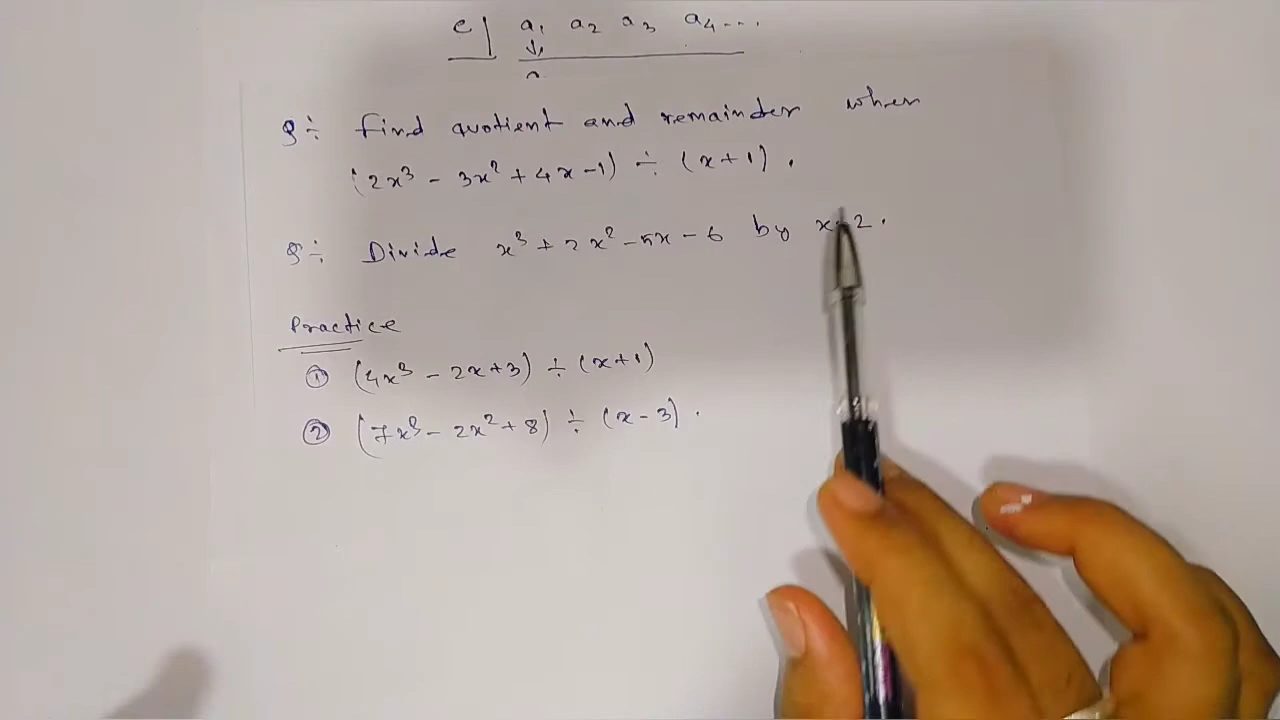 c | a₁ a₂ a₃ a₄ ...
Q ÷ find quotient and remainder when
(2x³ - 3x² + 4x - 1) ÷ (x + 1) .
Q ÷ Divide x³ + 2x² - 5x - 6 by x 2 .
Practice
① (4x³ - 2x + 3) ÷ (x + 1)
② (7x³ - 2x² + 8) ÷ (x - 3) .